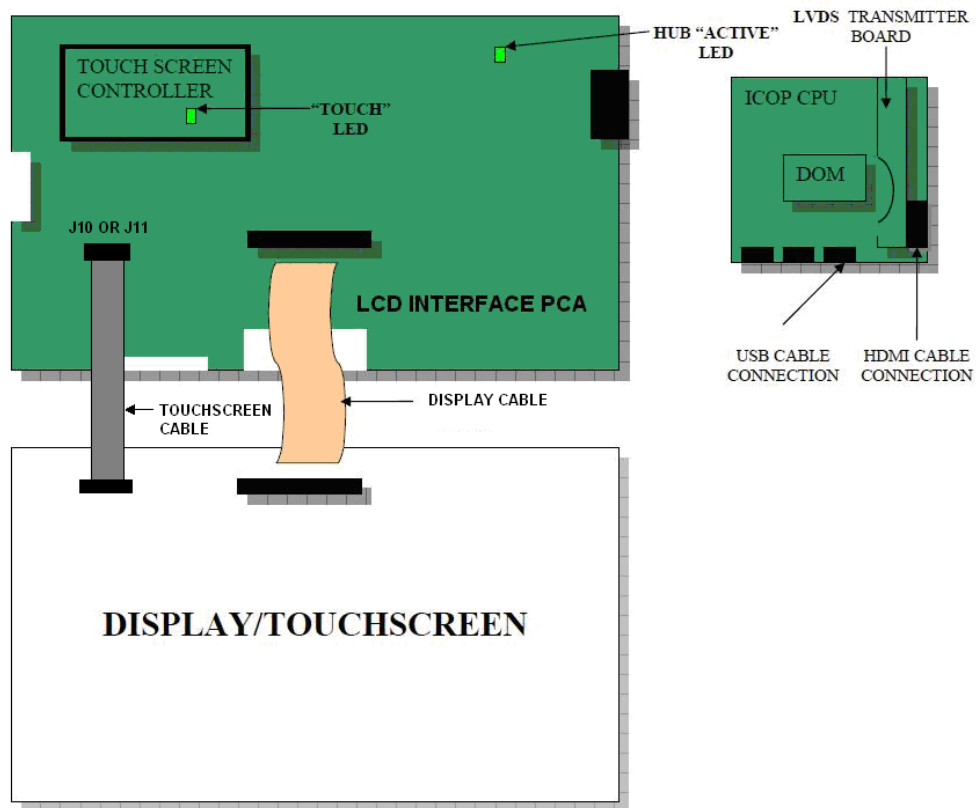 LVDS TRANSMITTER
BOARD
HUB "ACTIVE"
LED
TOUCH SCREEN
CONTROLLER
"TOUCH"
LED
ICOP CPU
DOM
J10 OR J11
LCD INTERFACE PCA
USB CABLE
CONNECTION
HDMI CABLE
CONNECTION
TOUCHSCREEN
CABLE
DISPLAY CABLE
DISPLAY/TOUCHSCREEN